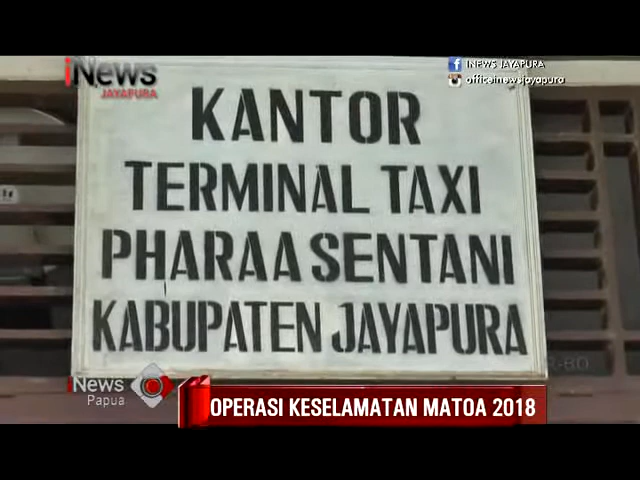 iNews
JAYAPURA
INEWS JAYAPURA
officeinewsjayapura
KANTOR
TERMINAL TAXI
PHARAA SENTANI
KABUPATEN JAYAPURA
iNews
Papua
OPERASI KESELAMATAN MATOA 2018